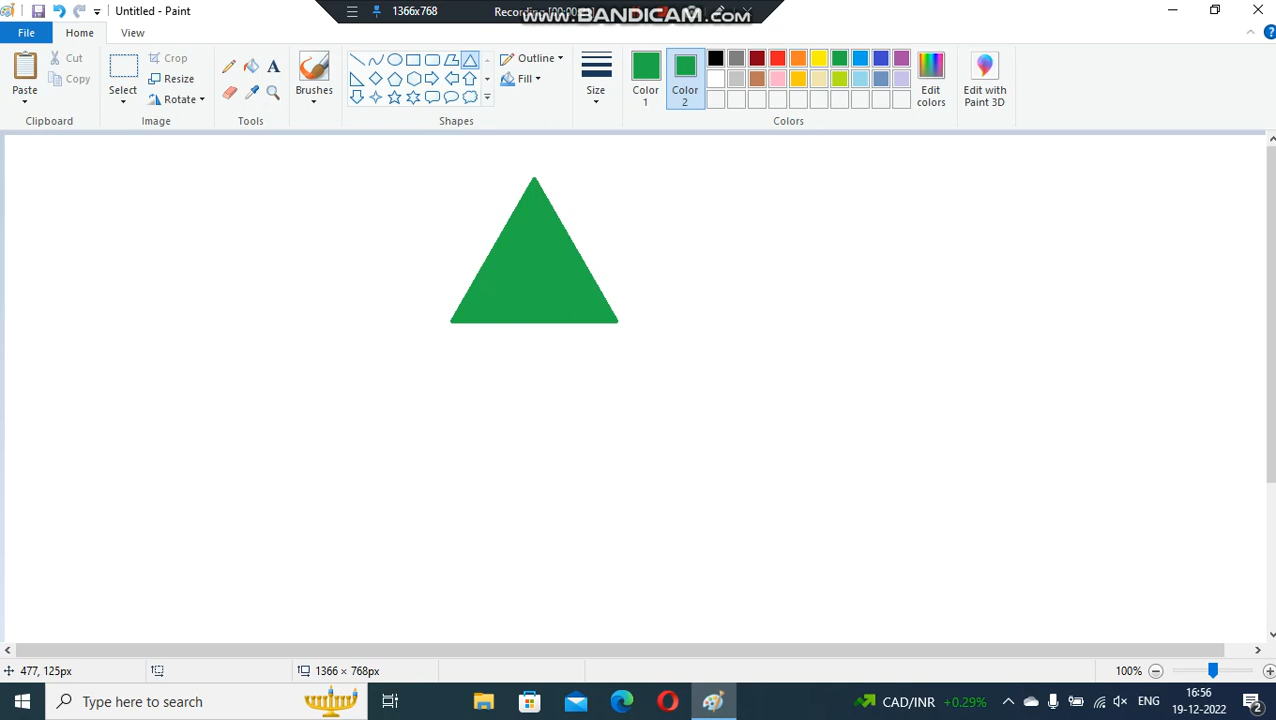 Untitled - Paint
1366x768
www.BANDICAM.com
File
Home
View
Paste
Cut
Copy
Clipboard
Select
Crop
Resize
Rotate
Image
A
Tools
Brushes
Outline
Fill
Shapes
Size
Color
1
Color
2
Edit
colors
Colors
Edit with
Paint 3D
477, 125px
1366 × 768px
100%
Type here to search
CAD/INR
+0.29%
ENG
16:56
19-12-2022
2